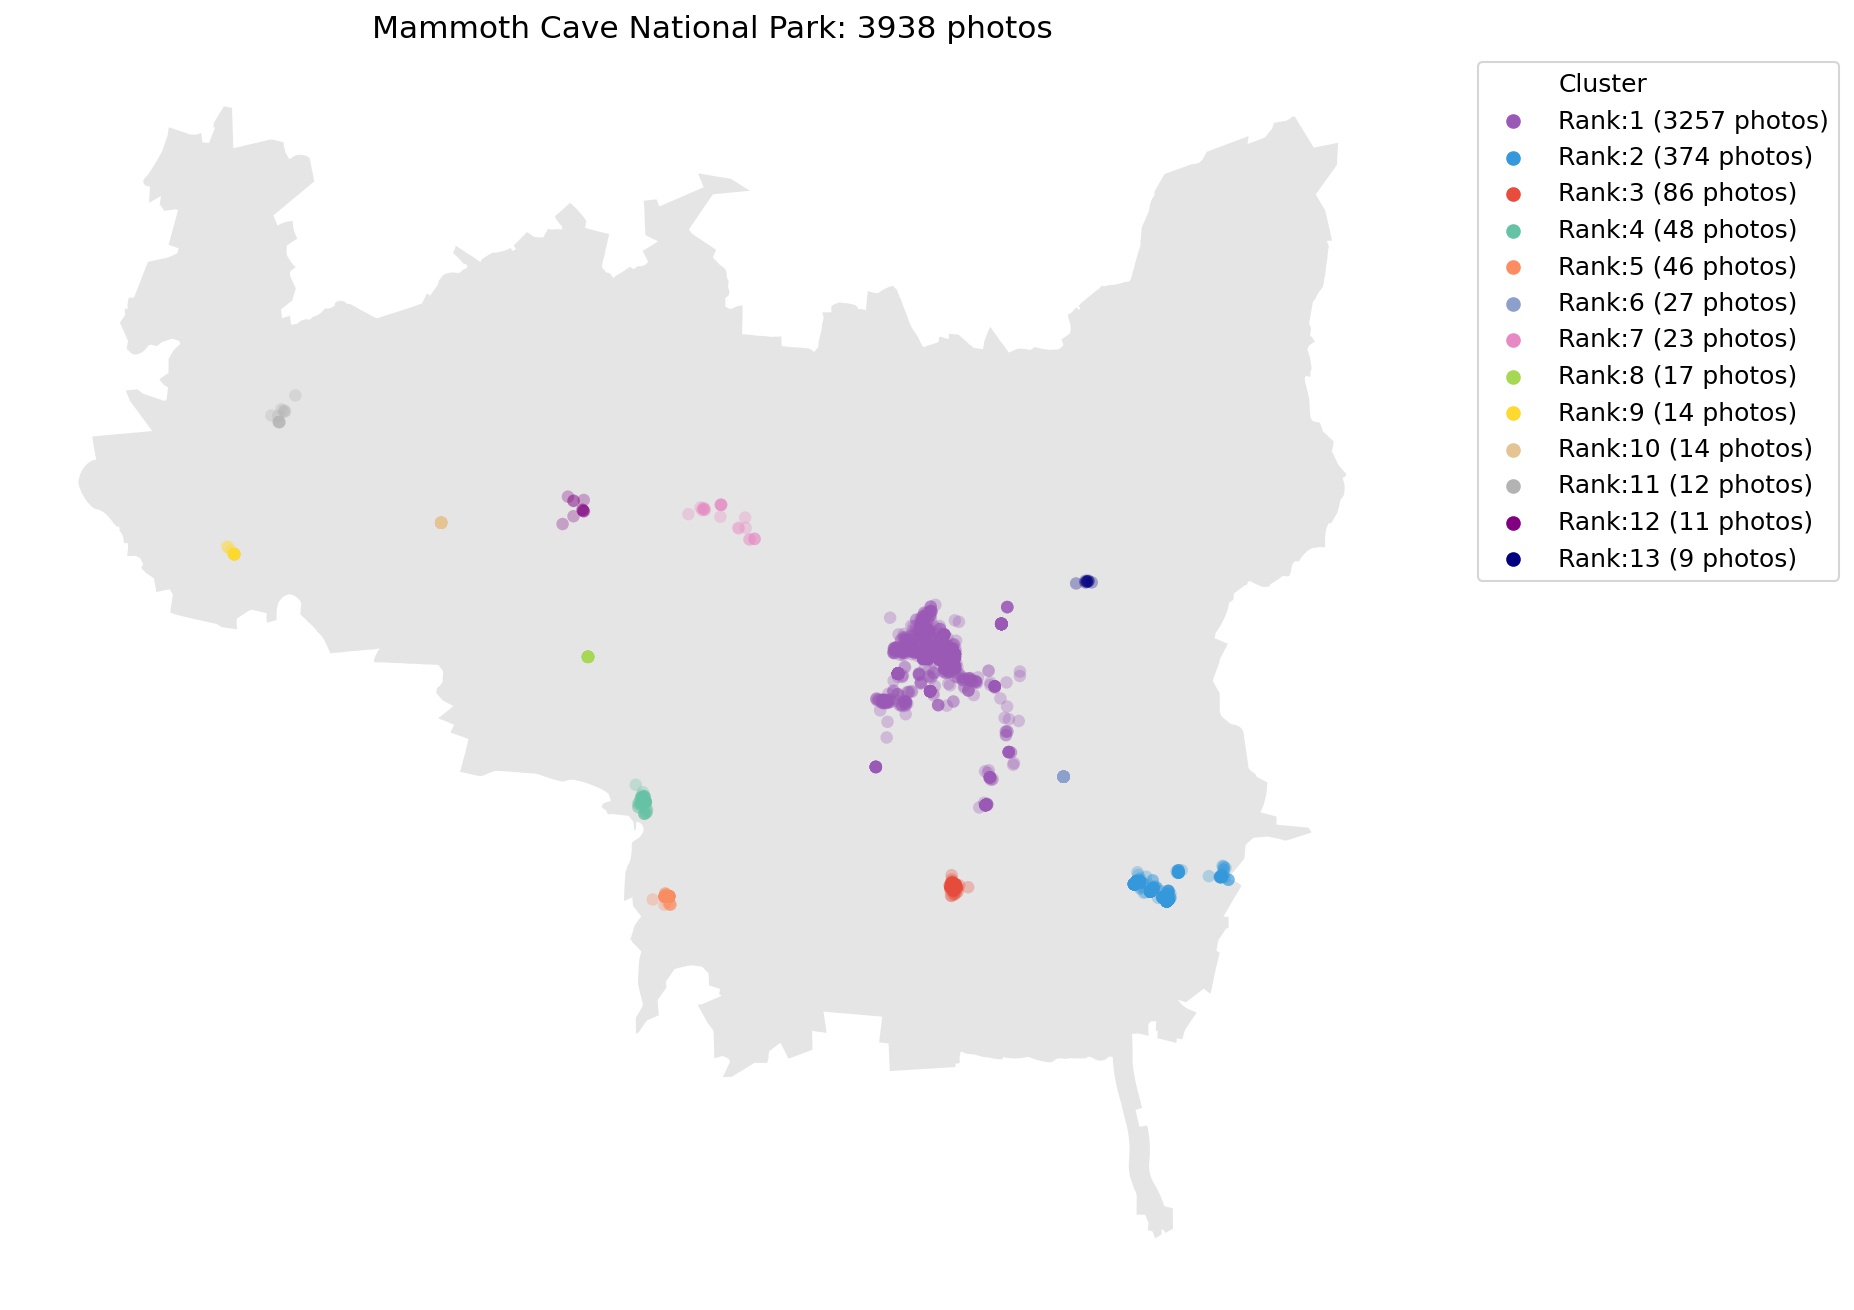 Mammoth Cave National Park: 3938 photos
Cluster
Rank:1 (3257 photos)
Rank:2 (374 photos)
Rank:3 (86 photos)
Rank:4 (48 photos)
Rank:5 (46 photos)
Rank:6 (27 photos)
Rank:7 (23 photos)
Rank:8 (17 photos)
Rank:9 (14 photos)
Rank:10 (14 photos)
Rank:11 (12 photos)
Rank:12 (11 photos)
Rank:13 (9 photos)